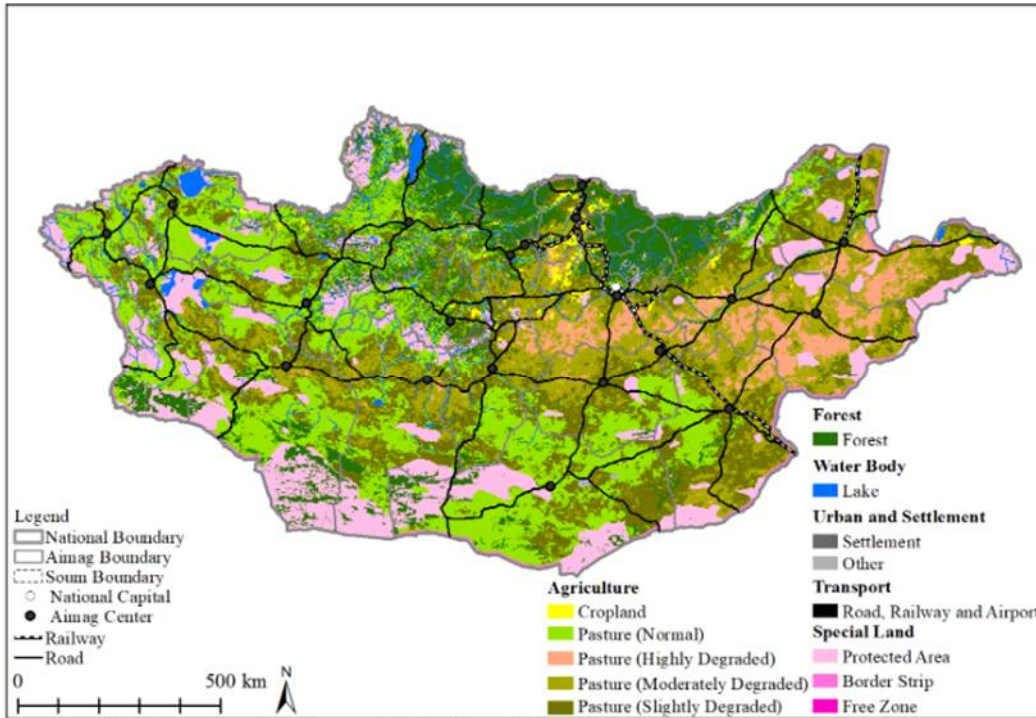 Legend
National Boundary
Aimag Boundary
Soum Boundary
National Capital
Aimag Center
Railway
Road
0 500 km
N
Agriculture
Cropland
Pasture (Normal)
Pasture (Highly Degraded)
Pasture (Moderately Degraded)
Pasture (Slightly Degraded)
Forest
Forest
Water Body
Lake
Urban and Settlement
Settlement
Other
Transport
Road, Railway and Airport
Special Land
Protected Area
Border Strip
Free Zone